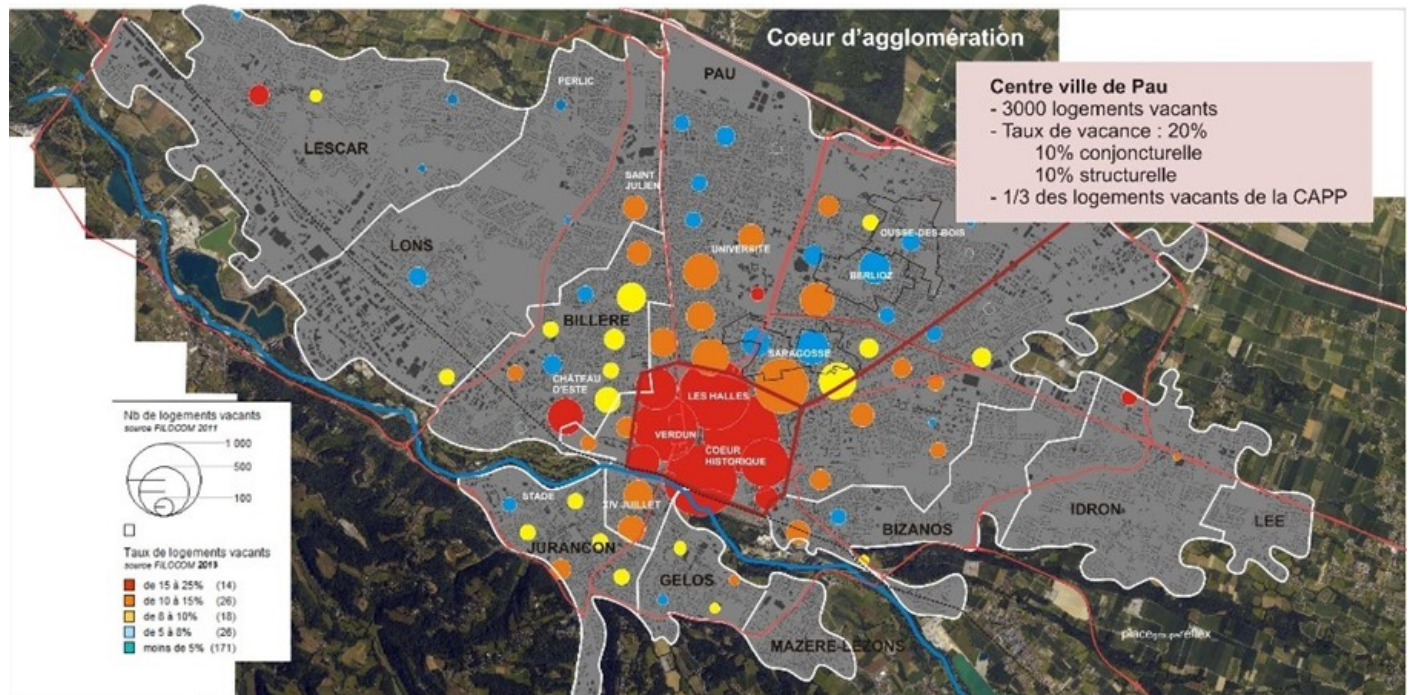 Coeur d'agglomération
Centre ville de Pau
- 3000 logements vacants
- Taux de vacance : 20%
10% conjoncturelle
10% structurelle
- 1/3 des logements vacants de la CAPP
PAU
PERLIC
LESCAR
SAINT
JULIEN
LONS
UNIVERSITÉ
OUSSE-DES-BOIS
BERLIOZ
BILLERE
SARAGOSSE
CHÂTEAU
D'ESTE
LES HALLES
VERDUN
COEUR
HISTORIQUE
STADE
XIV JUILLET
JURANCON
GELOS
BIZANOS
IDRON
LEE
MAZERE-LEZONS
Nb de logements vacants
source FILOCOM 2011
1 000
500
100
Taux de logements vacants
source FILOCOM 2013
de 15 à 25% (14)
de 10 à 15% (26)
de 8 à 10% (18)
de 5 à 8% (26)
moins de 5% (171)